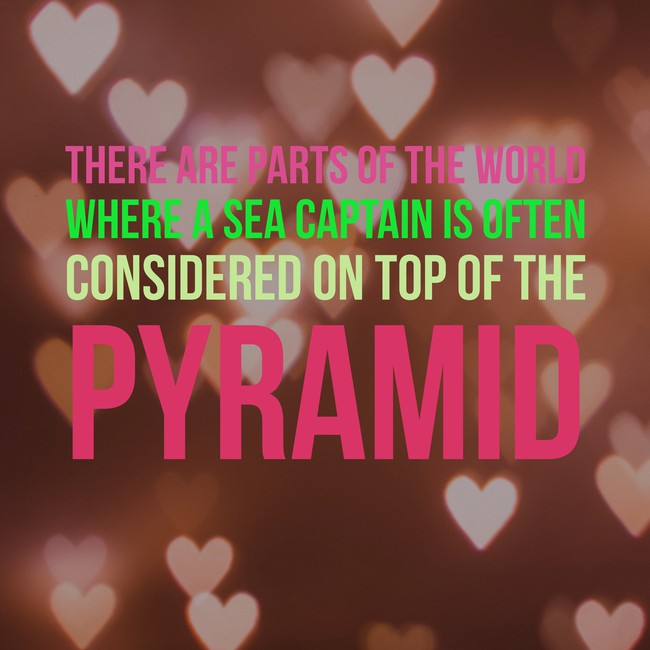 THERE ARE PARTS OF THE WORLD
WHERE A SEA CAPTAIN IS OFTEN
CONSIDERED ON TOP OF THE
PYRAMID